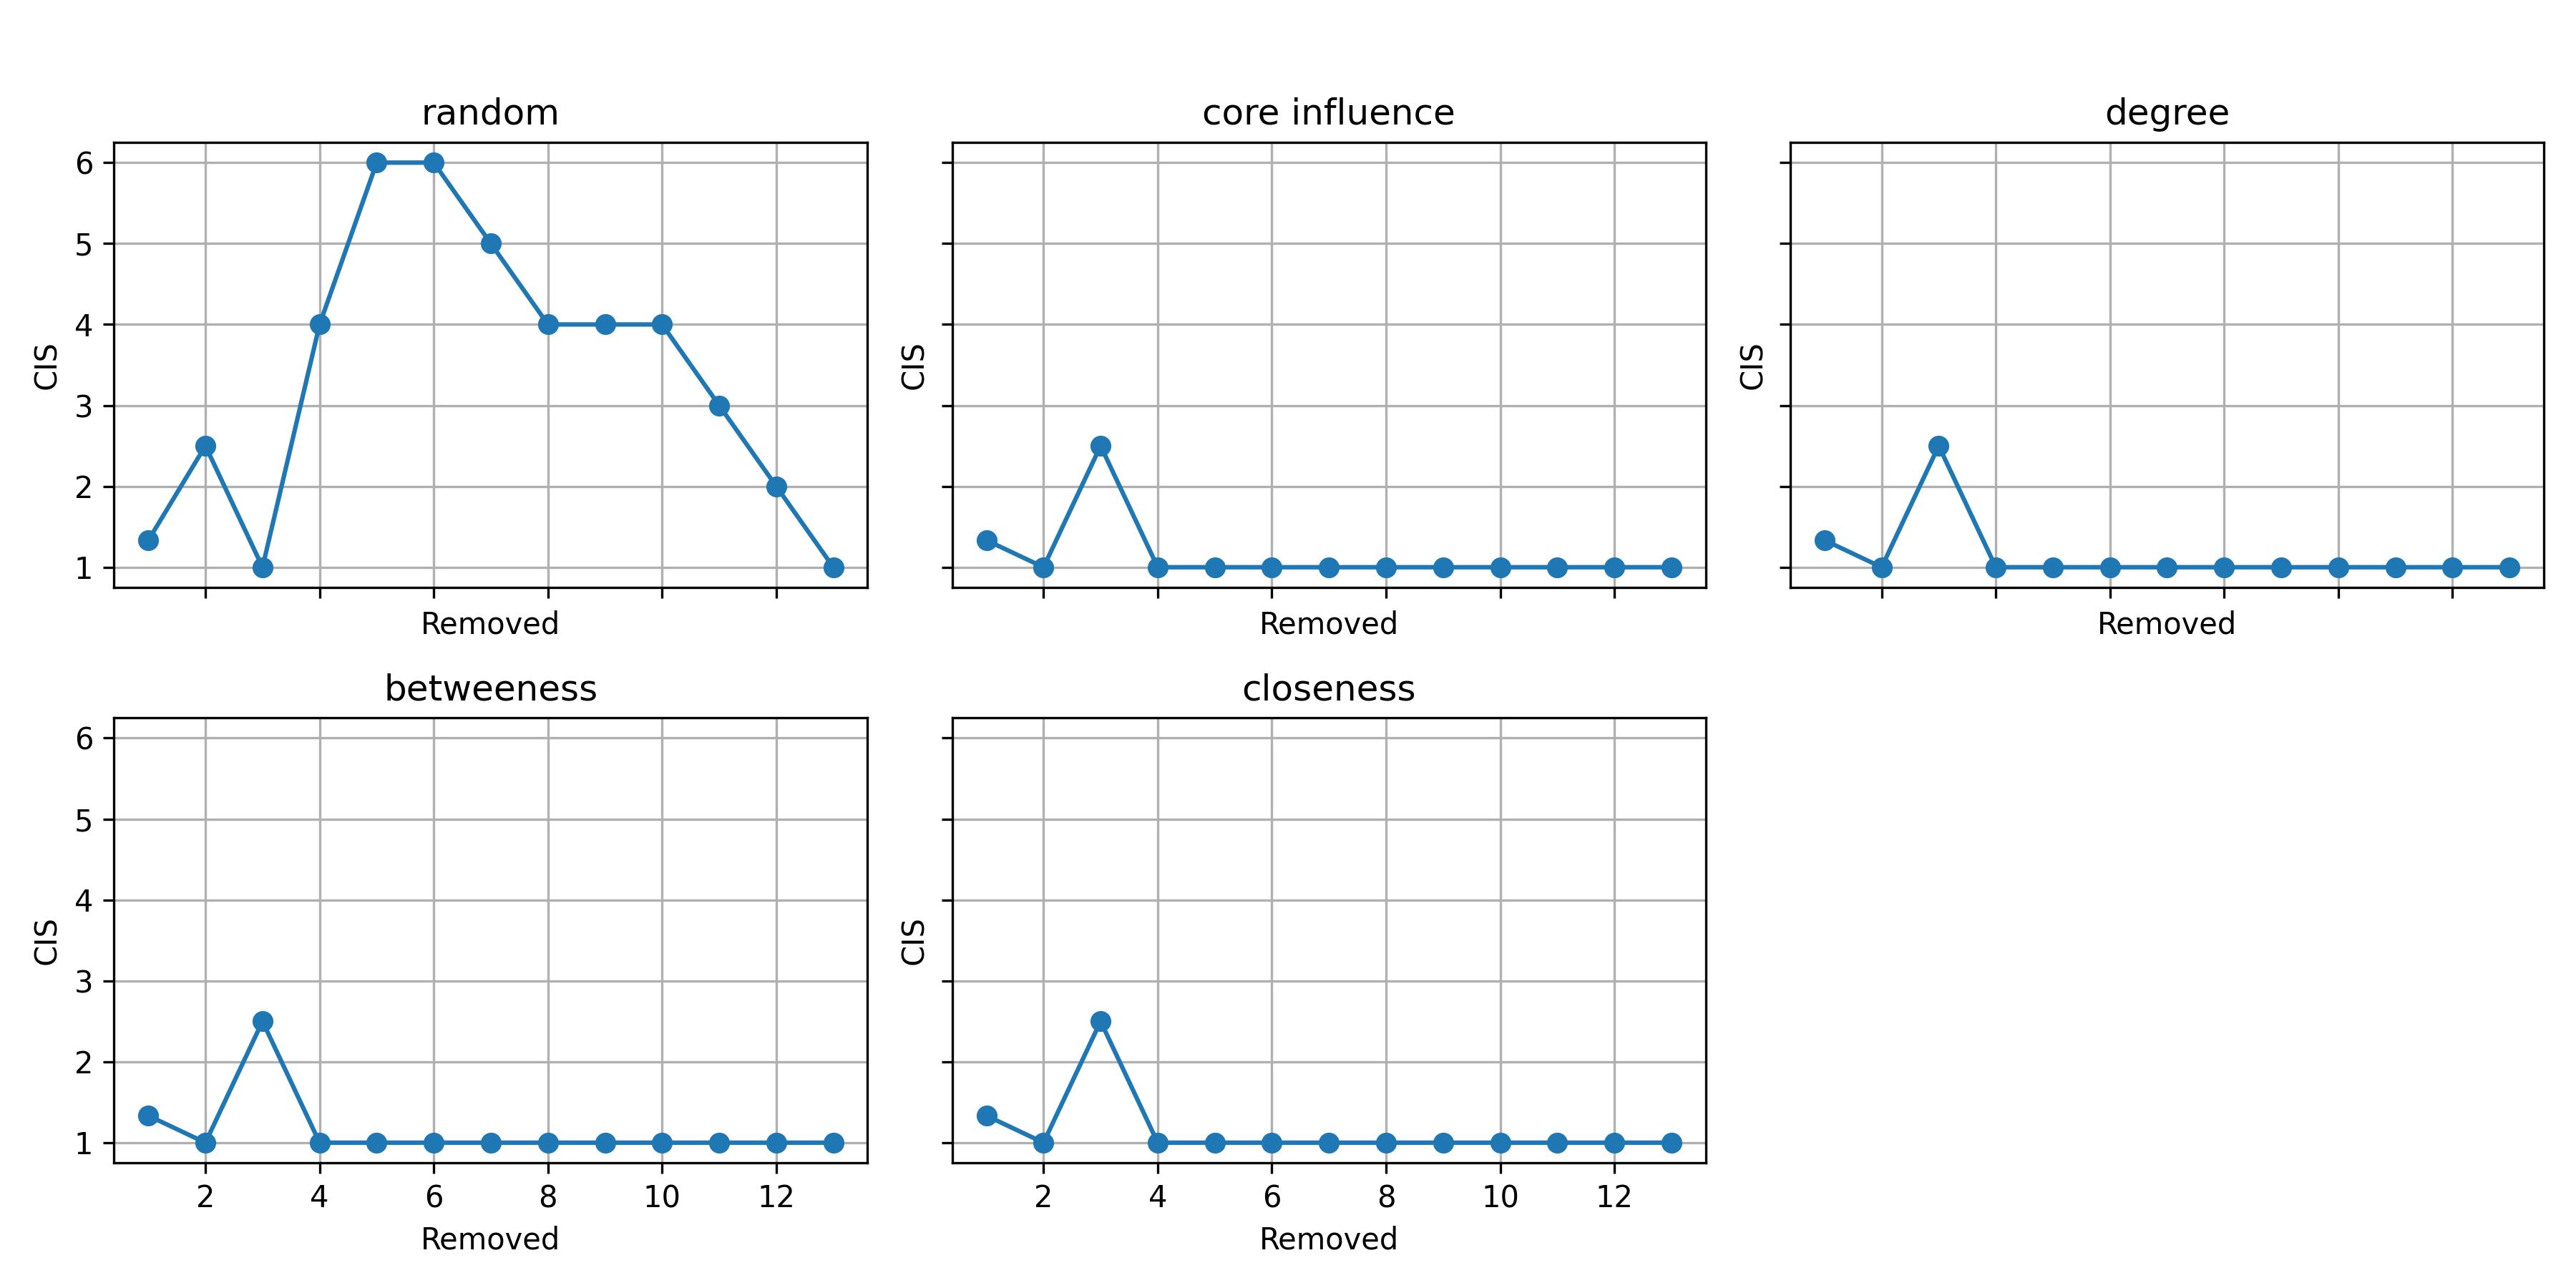 random
core influence
degree
6
5
4
3
2
1
CIS
CIS
CIS
Removed
Removed
Removed
betweeness
closeness
6
5
4
3
2
1
CIS
CIS
2 4 6 8 10 12
2 4 6 8 10 12
Removed
Removed